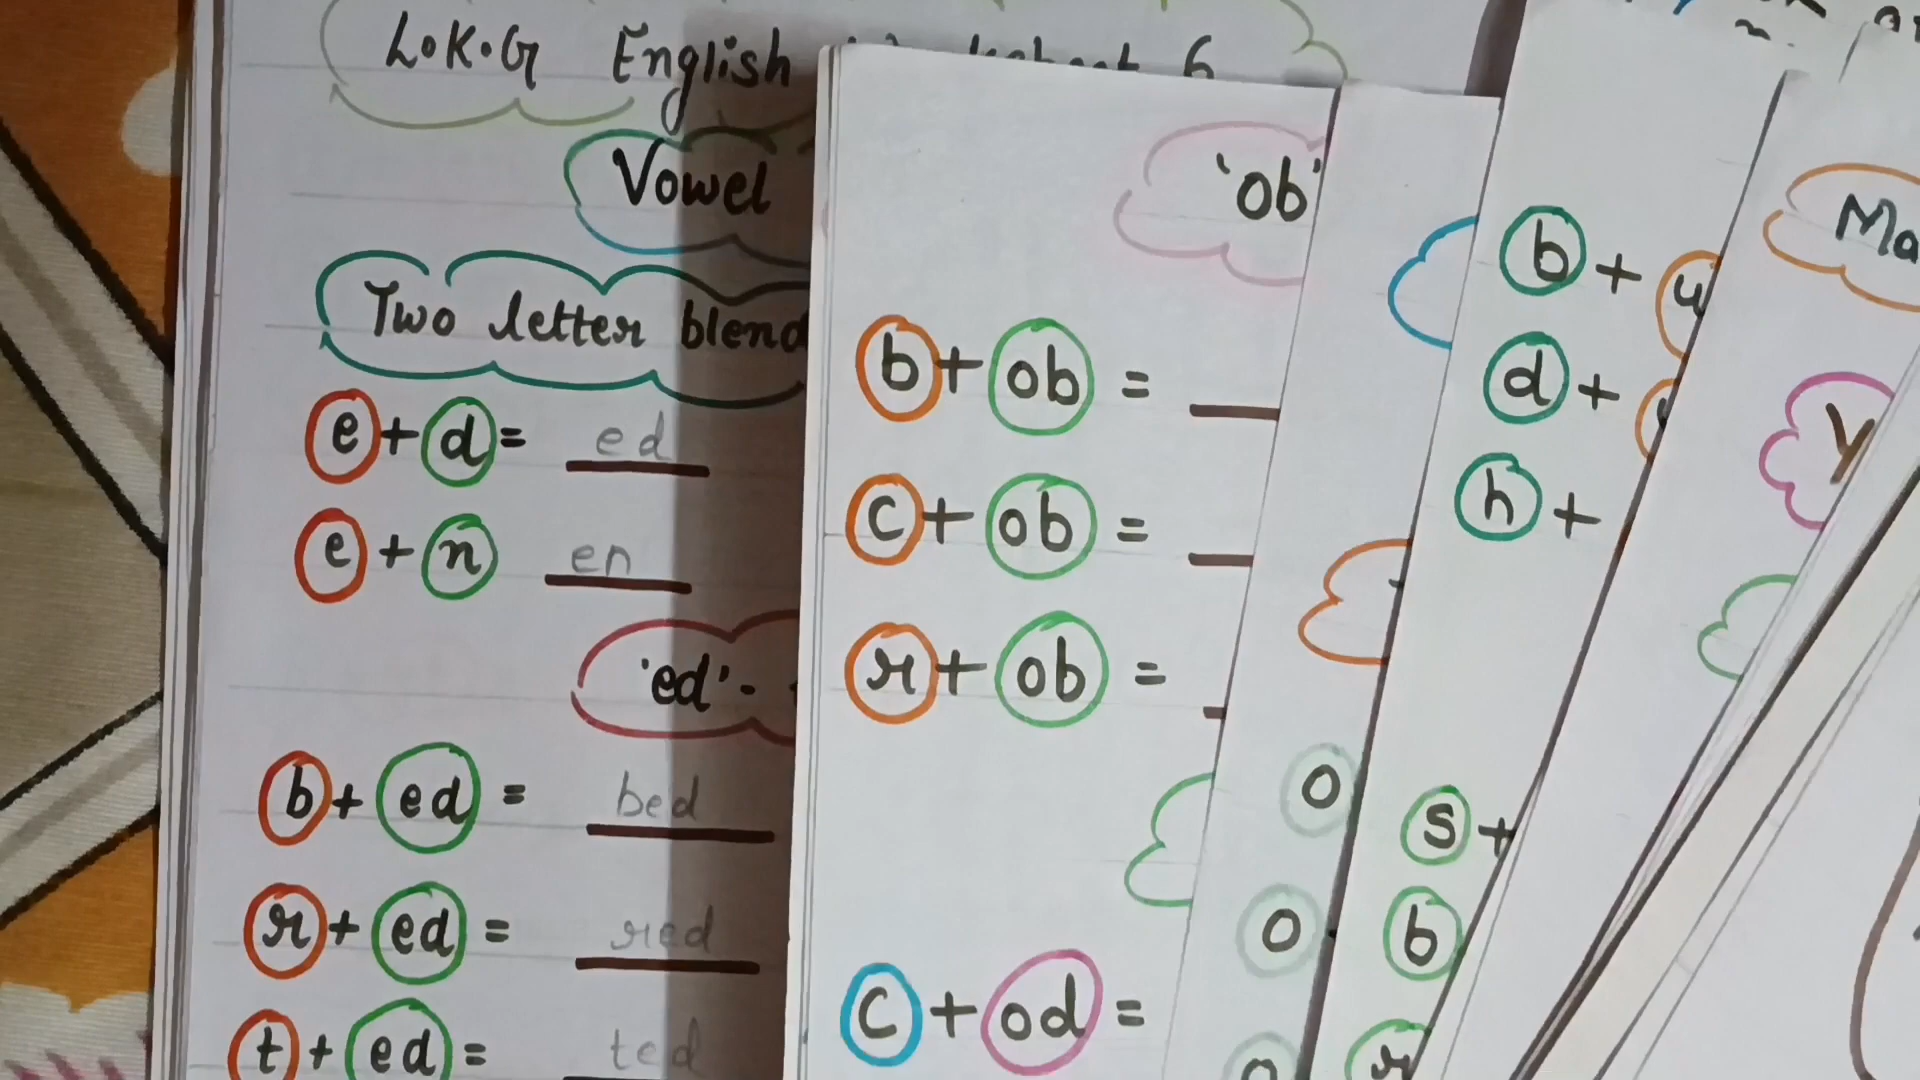 L.K.G English 6
Vowel
Two letter blend
e + d = ed
e + n en
'ed' -
b + ed = bed
r + ed = red
t + ed = ted
'ob'
b + ob =
c + ob =
r + ob =
c + od =
o
o
b + u
d +
h +
s +
b
r
Ma
Y